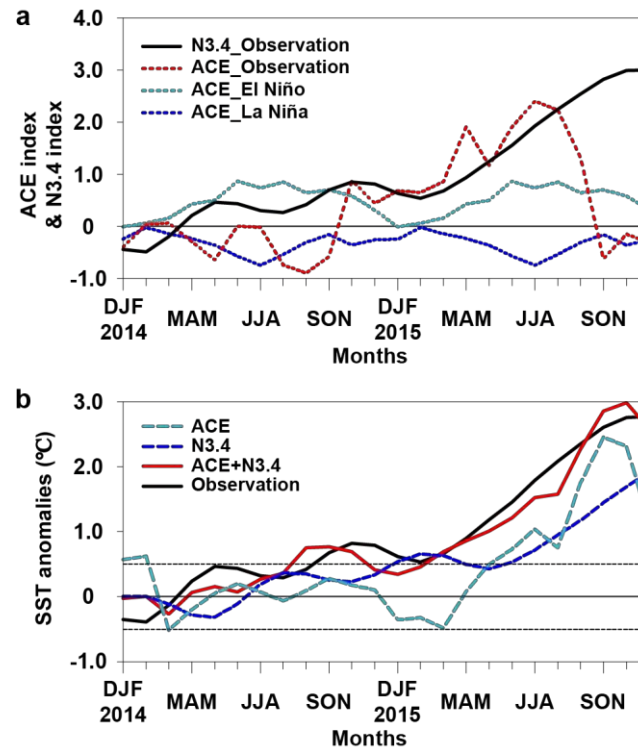 a
ACE index
& N3.4 index
4.0
3.0
2.0
1.0
0
-1.0
N3.4_Observation
ACE_Observation
ACE_El Niño
ACE_La Niña
DJF MAM JJA SON DJF MAM JJA SON
2014 2015
Months
b
SST anomalies (℃)
3.0
2.0
1.0
0
-1.0
ACE
N3.4
ACE+N3.4
Observation
DJF MAM JJA SON DJF MAM JJA SON
2014 2015
Months